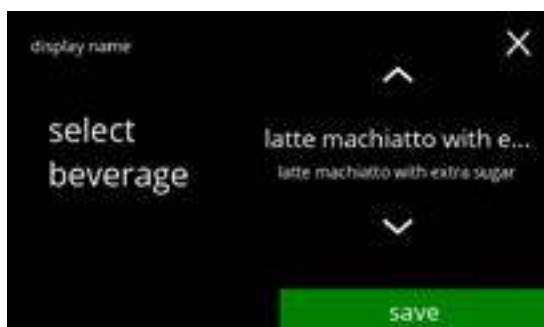 display name
select
beverage
latte machiatto with e...
latte machiatto with extra sugar
save